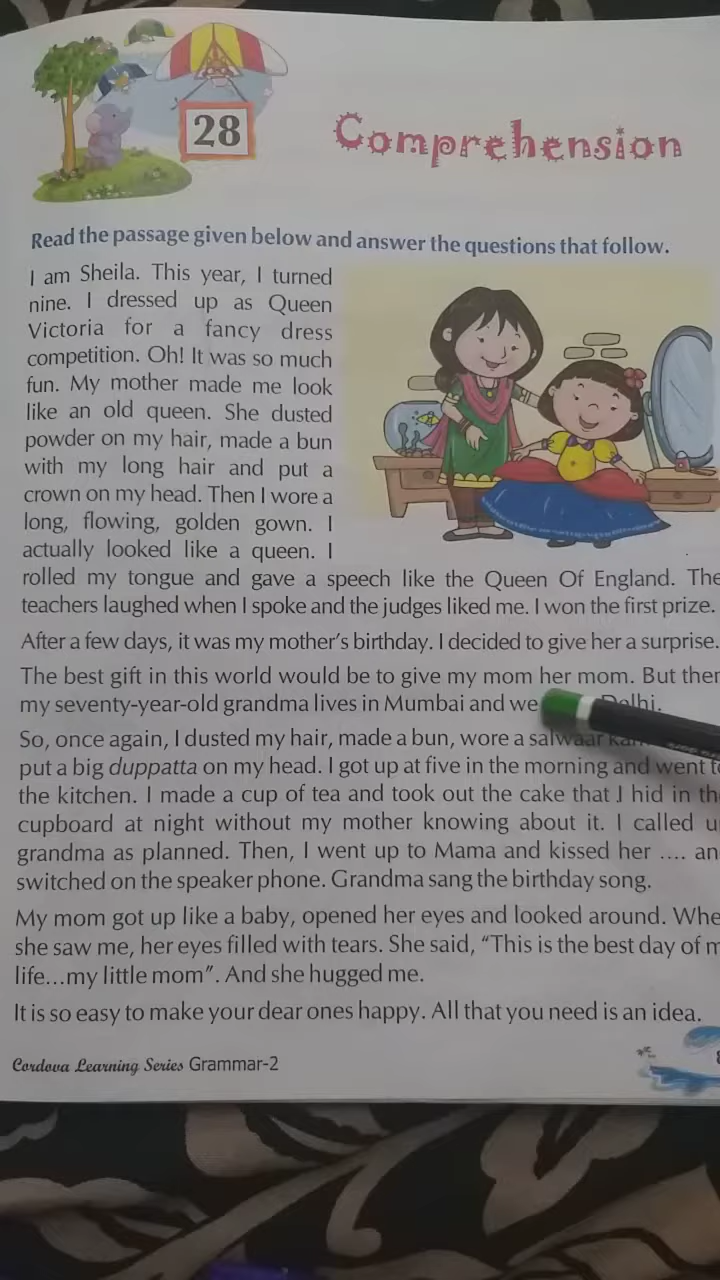 28
Comprehension
Read the passage given below and answer the questions that follow.
I am Sheila. This year, I turned
nine. I dressed up as Queen
Victoria for a fancy dress
competition. Oh! It was so much
fun. My mother made me look
like an old queen. She dusted
powder on my hair, made a bun
with my long hair and put a
crown on my head. Then I wore a
long, flowing, golden gown. I
actually looked like a queen. I
rolled my tongue and gave a speech like the Queen Of England. The
teachers laughed when I spoke and the judges liked me. I won the first prize.
After a few days, it was my mother's birthday. I decided to give her a surprise.
The best gift in this world would be to give my mom her mom. But
my seventy-year-old grandma lives in Mumbai and we Delhi.
So, once again, I dusted my hair, made a bun, wore a salwaar
put a big duppatta on my head. I got up at five in the morning and went
the kitchen. I made a cup of tea and took out the cake that I hid in
cupboard at night without my mother knowing about it. I called
grandma as planned. Then, I went up to Mama and kissed her ....
switched on the speaker phone. Grandma sang the birthday song.
My mom got up like a baby, opened her eyes and looked around.
she saw me, her eyes filled with tears. She said, "This is the best day of
life...my little mom". And she hugged me.
It is so easy to make your dear ones happy. All that you need is an idea.
Cordova Learning Series Grammar-2